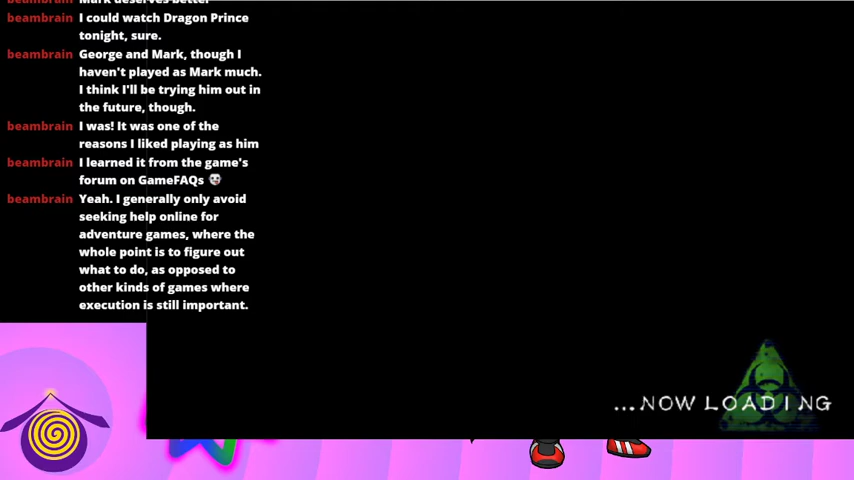 beambrain Mark deserves better
beambrain I could watch Dragon Prince
tonight, sure.
beambrain George and Mark, though I
haven't played as Mark much.
I think I'll be trying him out in
the future, though.
beambrain I was! It was one of the
reasons I liked playing as him
beambrain I learned it from the game's
forum on GameFAQs
beambrain Yeah. I generally only avoid
seeking help online for
adventure games, where the
whole point is to figure out
what to do, as opposed to
other kinds of games where
execution is still important.
...NOW LOADING